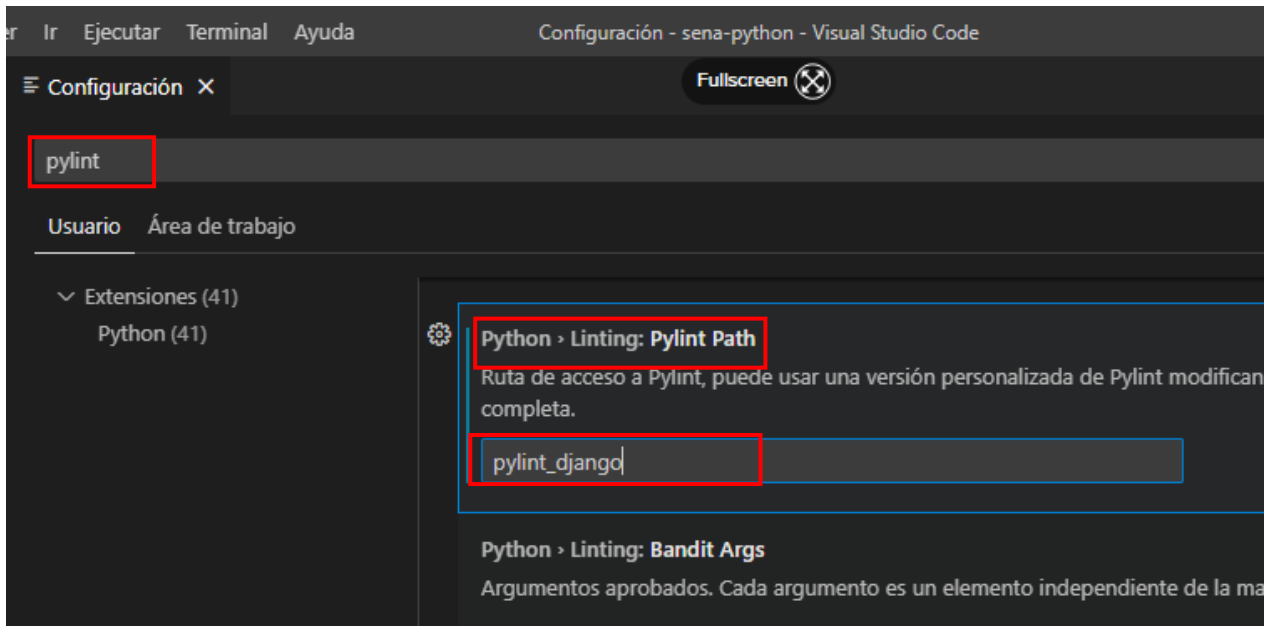 Ir Ejecutar Terminal Ayuda Configuración - sena-python - Visual Studio Code
Configuración
Fullscreen
pylint
Usuario Área de trabajo
Extensiones (41)
Python (41)
Python › Linting: Pylint Path
Ruta de acceso a Pylint, puede usar una versión personalizada de Pylint modifican
completa.
pylint_django
Python › Linting: Bandit Args
Argumentos aprobados. Cada argumento es un elemento independiente de la ma